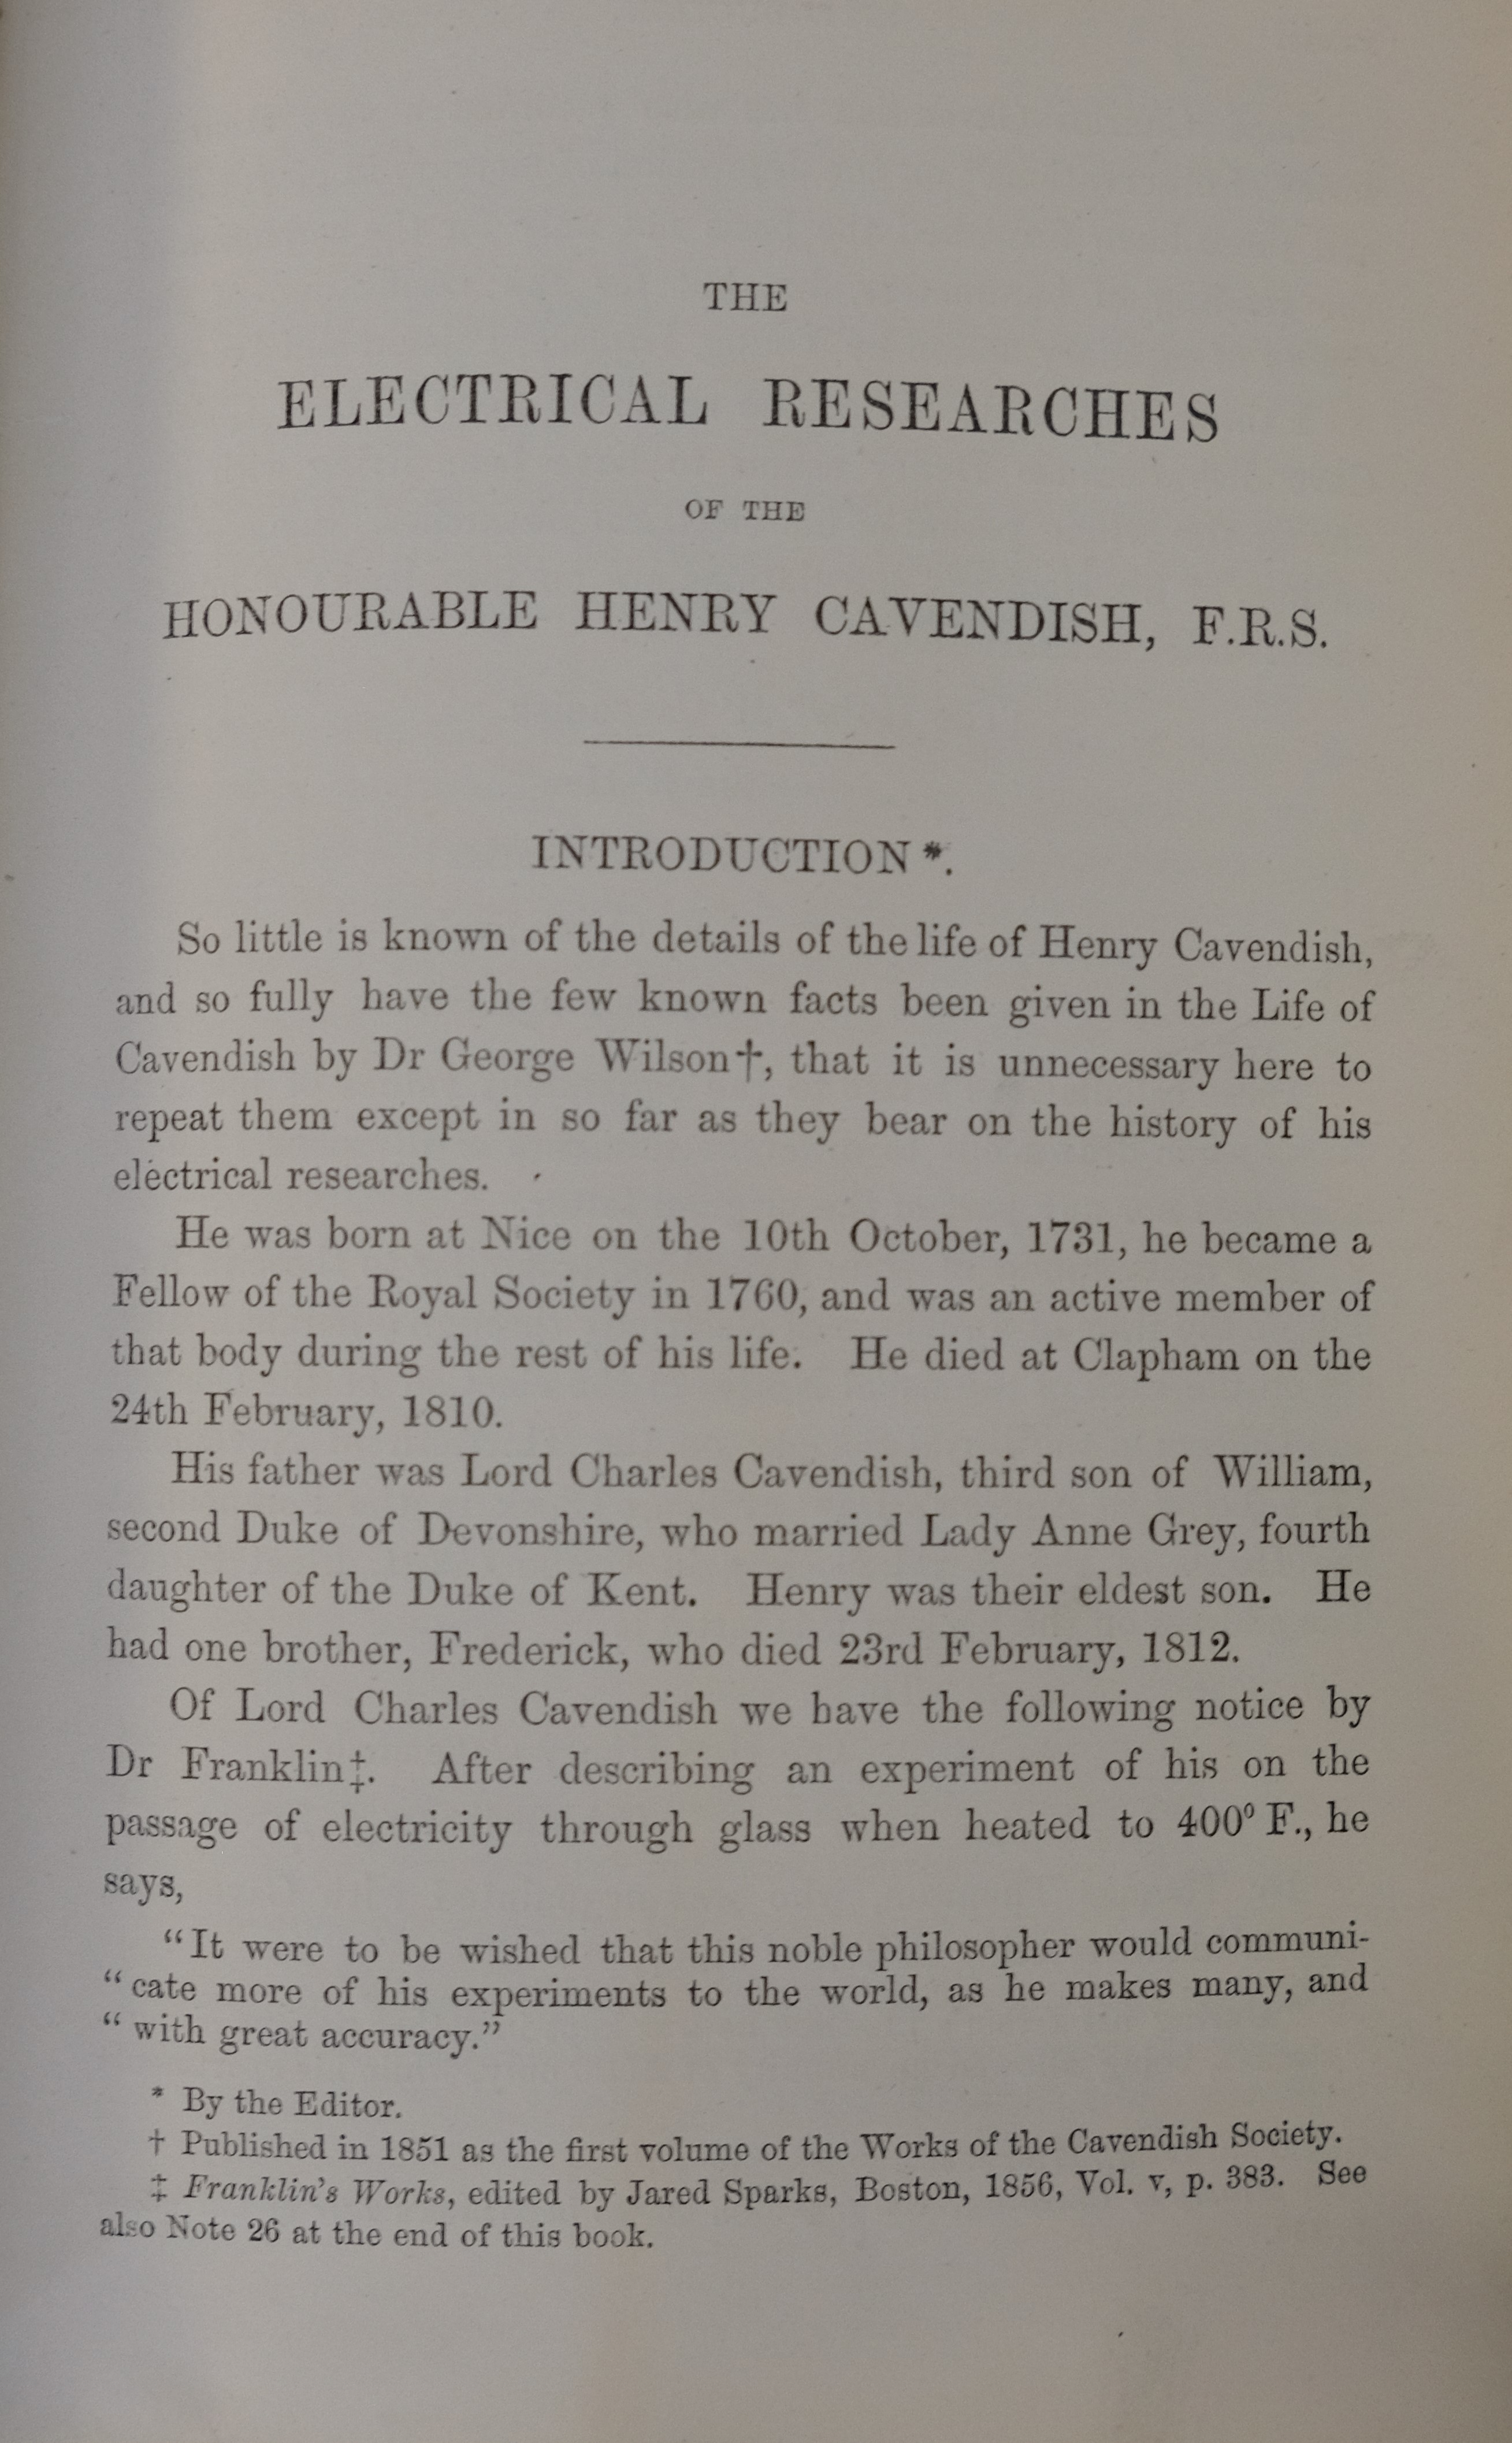 THE
ELECTRICAL RESEARCHES
OF THE
HONOURABLE HENRY CAVENDISH, F.R.S.
INTRODUCTION*.
So little is known of the details of the life of Henry Cavendish,
and so fully have the few known facts been given in the Life of
Cavendish by Dr George Wilson†, that it is unnecessary here to
repeat them except in so far as they bear on the history of his
electrical researches.
He was born at Nice on the 10th October, 1731, he became a
Fellow of the Royal Society in 1760, and was an active member of
that body during the rest of his life. He died at Clapham on the
24th February, 1810.
His father was Lord Charles Cavendish, third son of William,
second Duke of Devonshire, who married Lady Anne Grey, fourth
daughter of the Duke of Kent. Henry was their eldest son. He
had one brother, Frederick, who died 23rd February, 1812.
Of Lord Charles Cavendish we have the following notice by
Dr Franklin‡. After describing an experiment of his on the
passage of electricity through glass when heated to 400° F., he
says,
"It were to be wished that this noble philosopher would communi-
"cate more of his experiments to the world, as he makes many, and
"with great accuracy."
* By the Editor.
† Published in 1851 as the first volume of the Works of the Cavendish Society.
‡ Franklin's Works, edited by Jared Sparks, Boston, 1856, Vol. v, p. 383. See
also Note 26 at the end of this book.